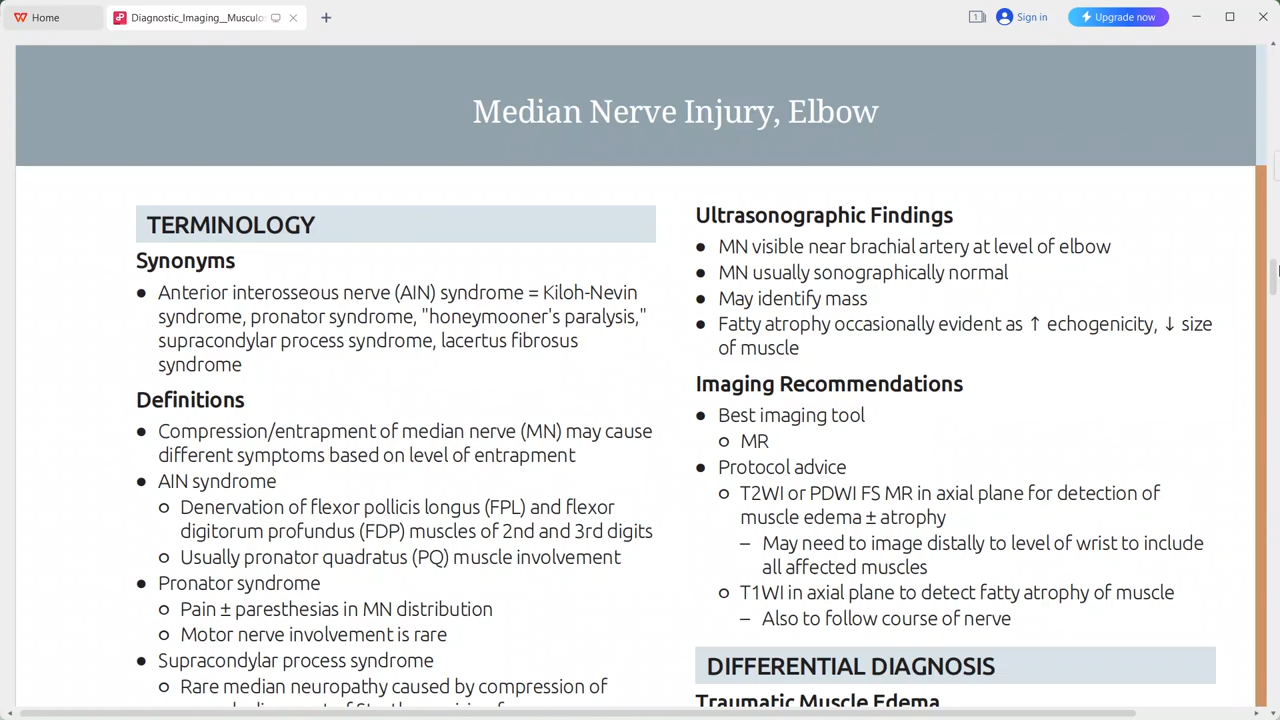 Home
Diagnostic_Imaging__Musculos
1
Sign in
Upgrade now
Median Nerve Injury, Elbow
TERMINOLOGY
Synonyms
● Anterior interosseous nerve (AIN) syndrome = Kiloh-Nevin
syndrome, pronator syndrome, "honeymooner's paralysis,"
supracondylar process syndrome, lacertus fibrosus
syndrome
Definitions
● Compression/entrapment of median nerve (MN) may cause
different symptoms based on level of entrapment
● AIN syndrome
○ Denervation of flexor pollicis longus (FPL) and flexor
digitorum profundus (FDP) muscles of 2nd and 3rd digits
○ Usually pronator quadratus (PQ) muscle involvement
● Pronator syndrome
○ Pain ± paresthesias in MN distribution
○ Motor nerve involvement is rare
● Supracondylar process syndrome
○ Rare median neuropathy caused by compression of
Ultrasonographic Findings
● MN visible near brachial artery at level of elbow
● MN usually sonographically normal
● May identify mass
● Fatty atrophy occasionally evident as ↑ echogenicity, ↓ size
of muscle
Imaging Recommendations
● Best imaging tool
○ MR
● Protocol advice
○ T2WI or PDWI FS MR in axial plane for detection of
muscle edema ± atrophy
– May need to image distally to level of wrist to include
all affected muscles
○ T1WI in axial plane to detect fatty atrophy of muscle
– Also to follow course of nerve
DIFFERENTIAL DIAGNOSIS
Traumatic Muscle Edema